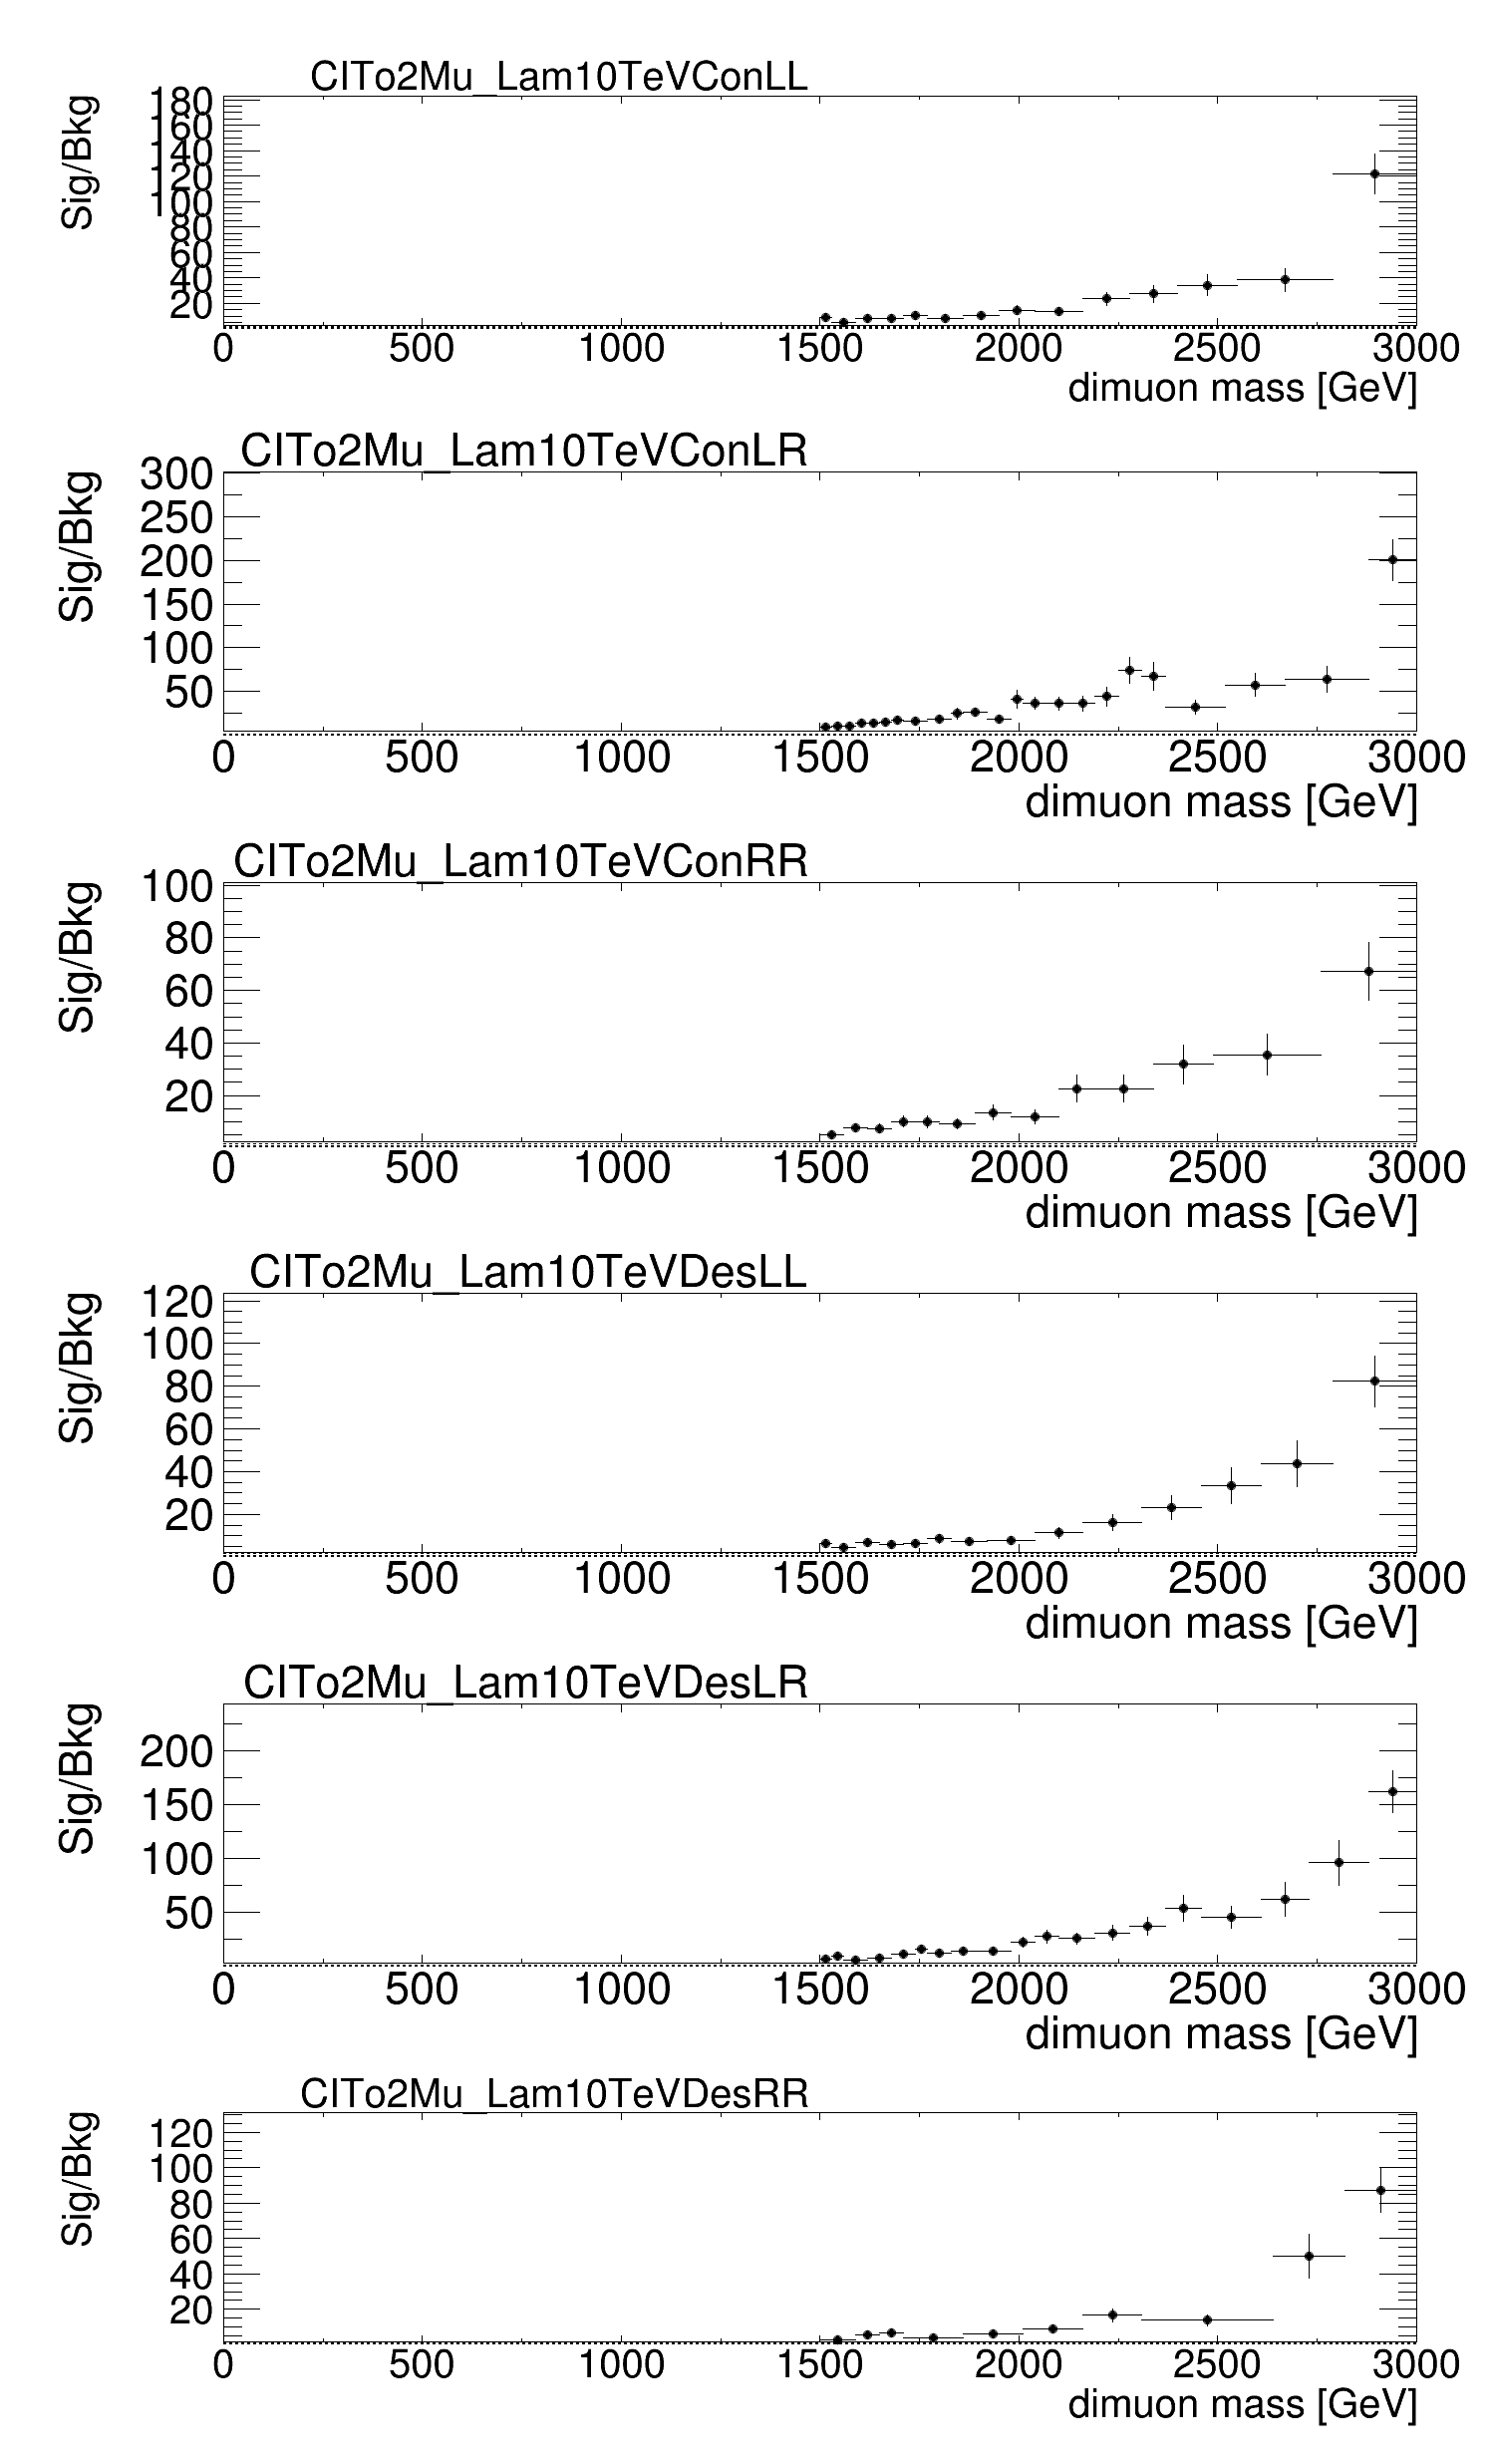 CITo2Mu_Lam10TeVConLL
Sig/Bkg
180
160
140
120
100
80
60
40
20
0 500 1000 1500 2000 2500 3000
dimuon mass [GeV]
CITo2Mu_Lam10TeVConLR
Sig/Bkg
300
250
200
150
100
50
0 500 1000 1500 2000 2500 3000
dimuon mass [GeV]
CITo2Mu_Lam10TeVConRR
Sig/Bkg
100
80
60
40
20
0 500 1000 1500 2000 2500 3000
dimuon mass [GeV]
CITo2Mu_Lam10TeVDesLL
Sig/Bkg
120
100
80
60
40
20
0 500 1000 1500 2000 2500 3000
dimuon mass [GeV]
CITo2Mu_Lam10TeVDesLR
Sig/Bkg
200
150
100
50
0 500 1000 1500 2000 2500 3000
dimuon mass [GeV]
CITo2Mu_Lam10TeVDesRR
Sig/Bkg
120
100
80
60
40
20
0 500 1000 1500 2000 2500 3000
dimuon mass [GeV]